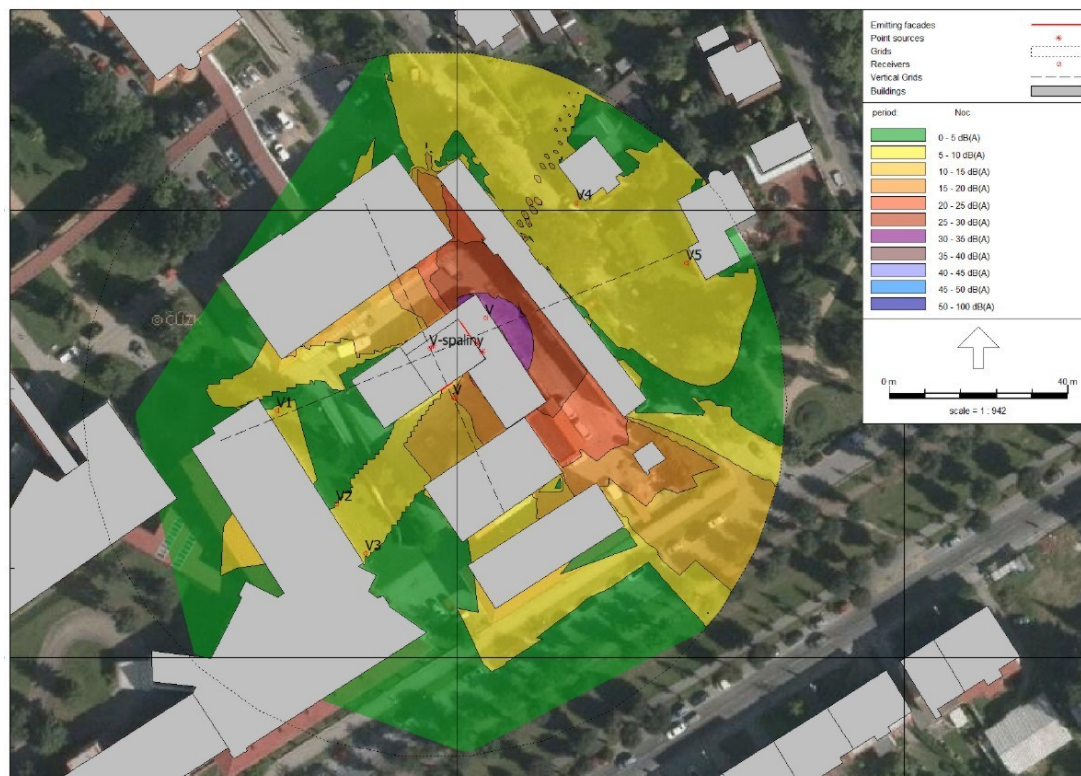 Emitting facades
Point sources
Grids
Receivers
Vertical Grids
Buildings
period:
Noc
0 - 5 dB(A)
5 - 10 dB(A)
10 - 15 dB(A)
15 - 20 dB(A)
20 - 25 dB(A)
25 - 30 dB(A)
30 - 35 dB(A)
35 - 40 dB(A)
40 - 45 dB(A)
45 - 50 dB(A)
50 - 100 dB(A)
0 m
40 m
scale = 1 : 942
V4
V5
©ČÚZK
V
V-spaliny
V
V1
V2
V3